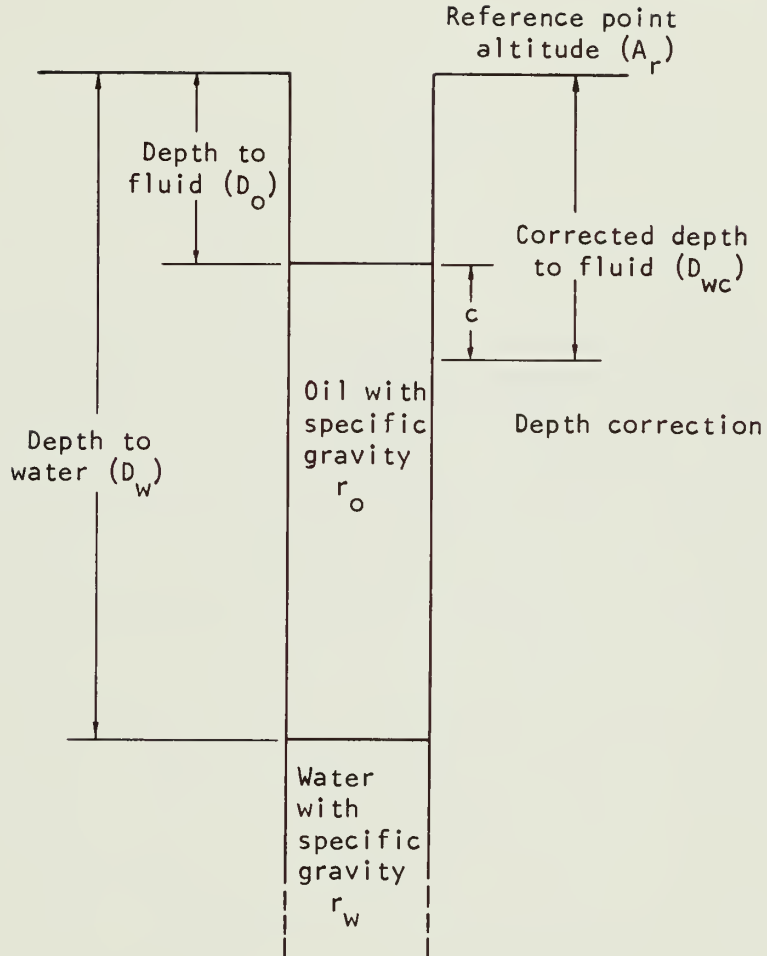 Reference point
altitude (A_r)
Depth to
fluid (D_o)
Corrected depth
to fluid (D_wc)
c
Oil with
specific
gravity
r_o
Depth correction
Depth to
water (D_w)
Water
with
specific
gravity
r_w